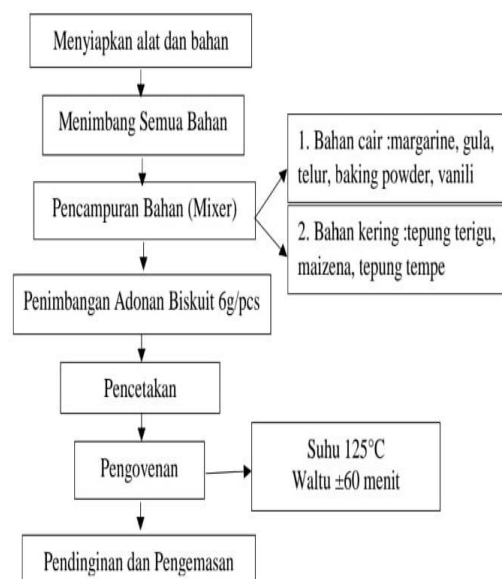 Menyiapkan alat dan bahan
Menimbang Semua Bahan
Pencampuran Bahan (Mixer)
1. Bahan cair :margarine, gula,
telur, baking powder, vanili
2. Bahan kering :tepung terigu,
maizena, tepung tempe
Penimbangan Adonan Biskuit 6g/pcs
Pencetakan
Pengovenan
Suhu 125°C
Waltu ±60 menit
Pendinginan dan Pengemasan